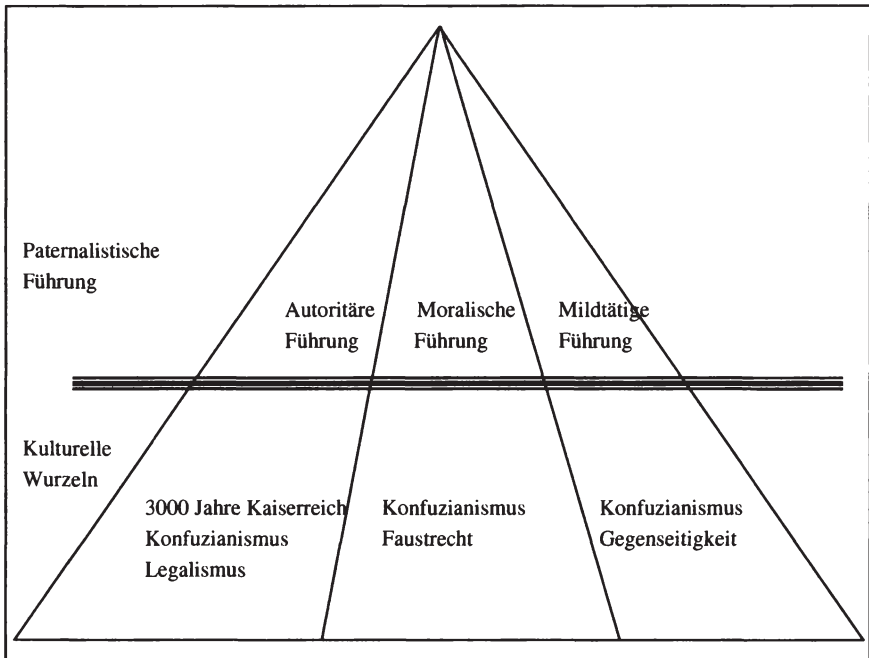 Paternalistische
Führung
Autoritäre
Führung
Moralische
Führung
Mildtätige
Führung
Kulturelle
Wurzeln
3000 Jahre Kaiserreich
Konfuzianismus
Legalismus
Konfuzianismus
Faustrecht
Konfuzianismus
Gegenseitigkeit